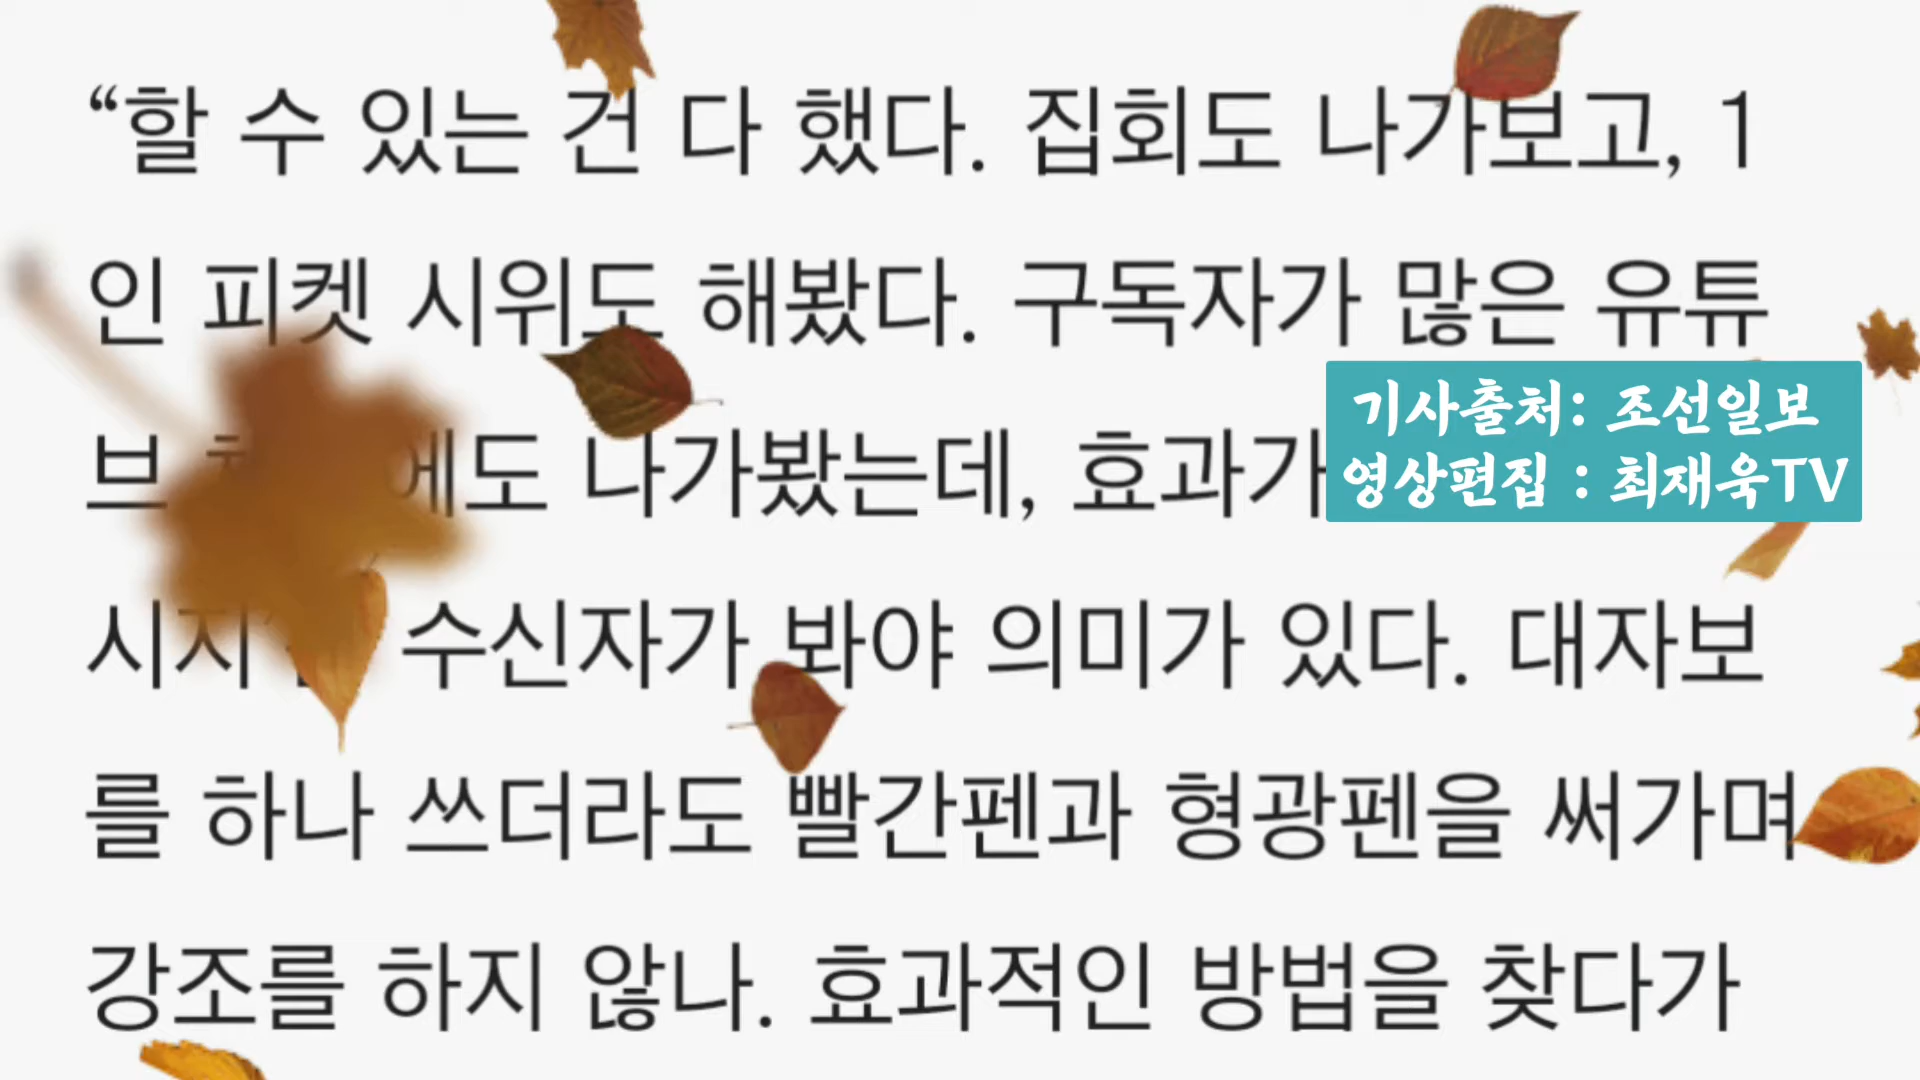 “할 수 있는 건 다 했다. 집회도 나가보고, 1
인 피켓 시위도 해봤다. 구독자가 많은 유튜
브 나가봤는데, 효과가
기사출처: 조선일보
영상편집 : 최재욱TV
수신자가 봐야 의미가 있다. 대자보
를 하나 쓰더라도 빨간펜과 형광펜을 써가며
강조를 하지 않나. 효과적인 방법을 찾다가